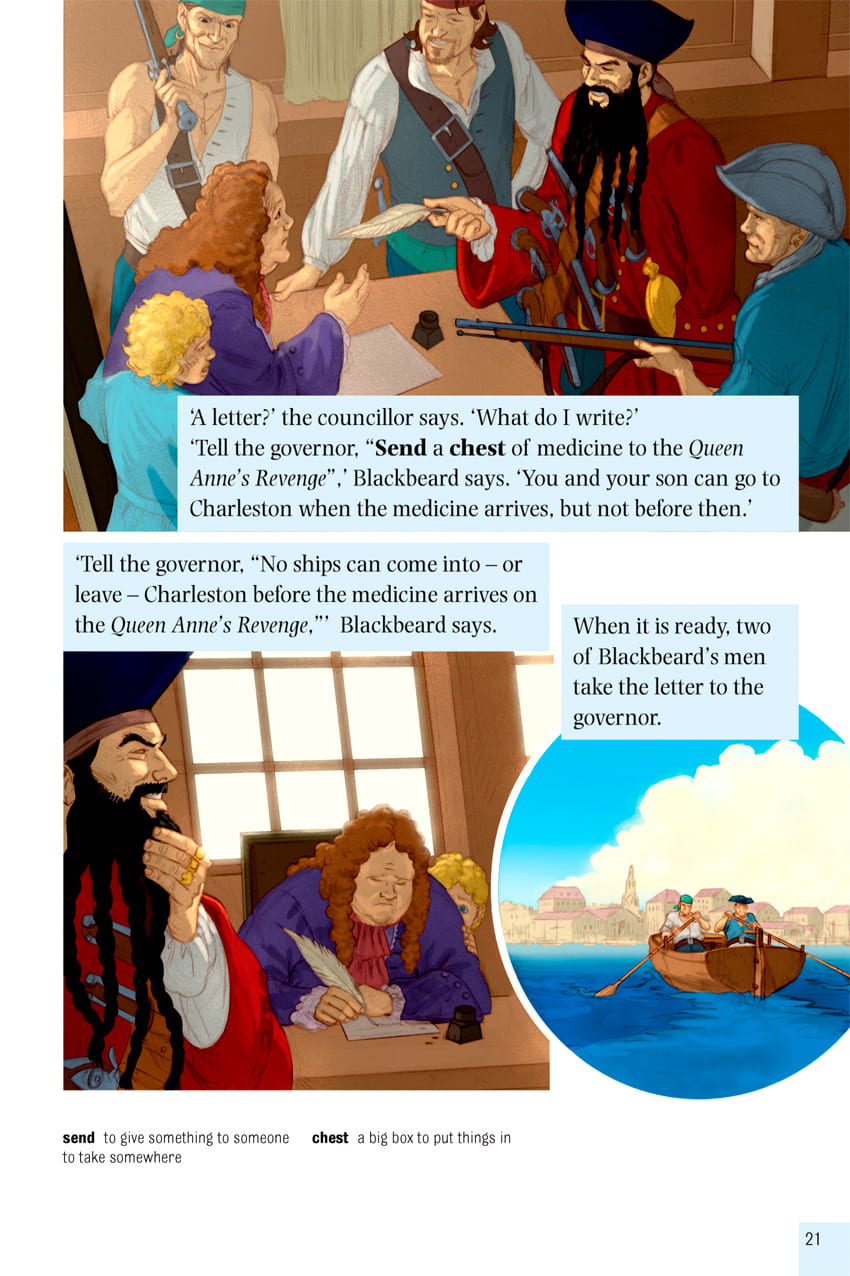 ‘A letter?’ the councillor says. ‘What do I write?’
‘Tell the governor, “Send a chest of medicine to the Queen
Anne’s Revenge”,’ Blackbeard says. ‘You and your son can go to
Charleston when the medicine arrives, but not before then.’
‘Tell the governor, “No ships can come into – or
leave – Charleston before the medicine arrives on
the Queen Anne’s Revenge,”’ Blackbeard says.
When it is ready, two
of Blackbeard’s men
take the letter to the
governor.
send to give something to someone
to take somewhere
chest a big box to put things in
21